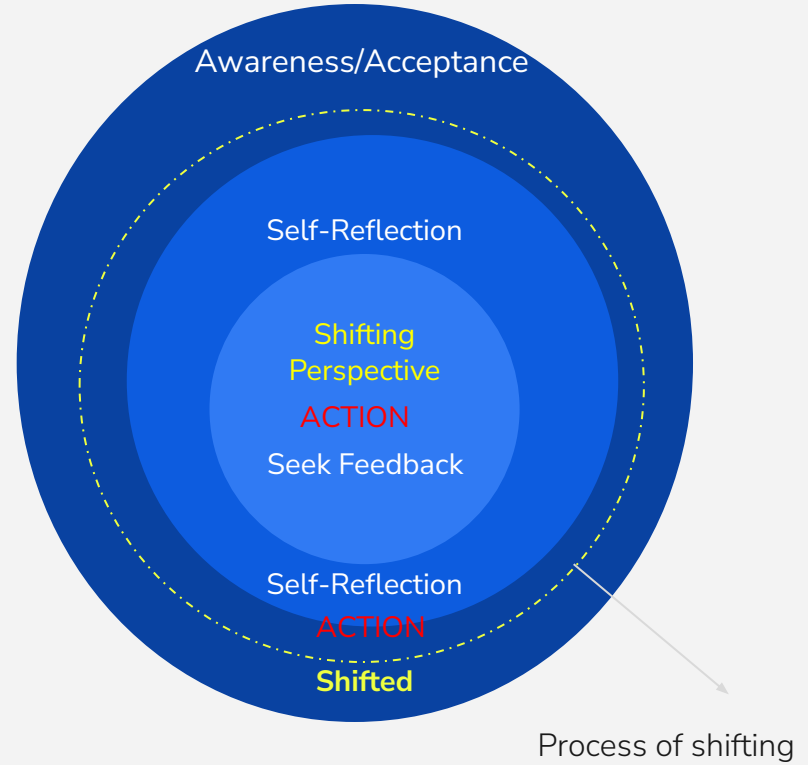 Awareness/Acceptance
Self-Reflection
Shifting
Perspective
ACTION
Seek Feedback
Self-Reflection
ACTION
Shifted
Process of shifting